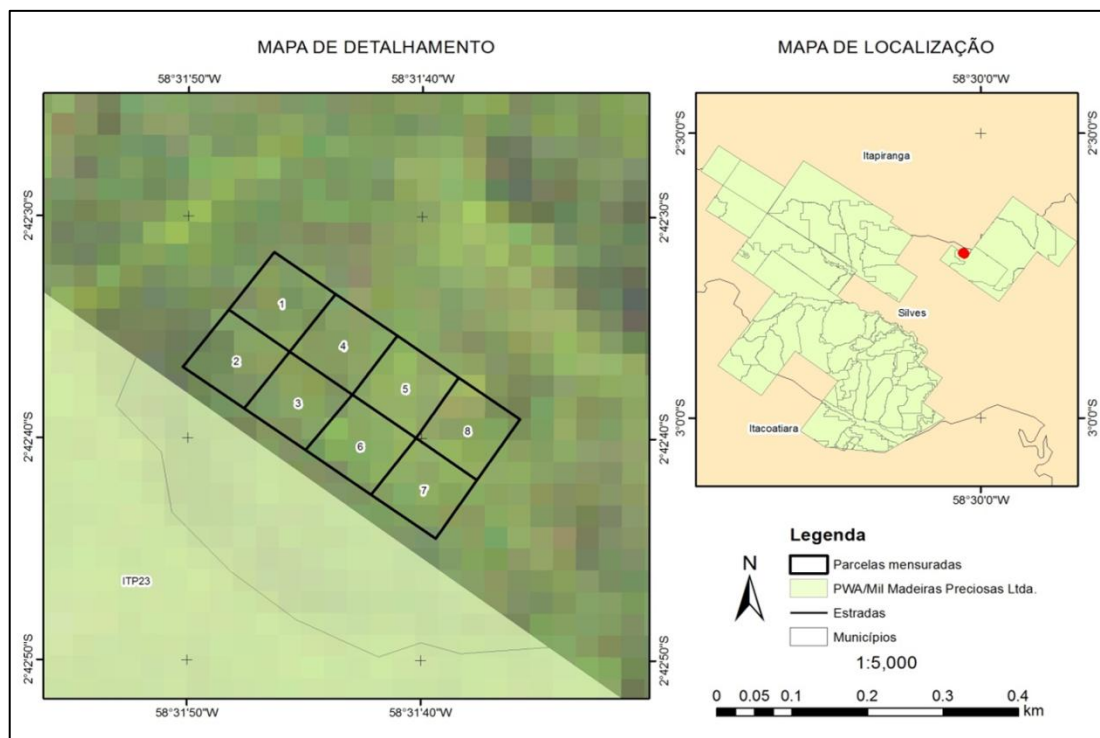 MAPA DE DETALHAMENTO
58°31'50"W 58°31'40"W
2°42'30"S 2°42'30"S
1
4
2
5
3
8
6
2°42'40"S 2°42'40"S
7
ITP23
2°42'50"S 2°42'50"S
58°31'50"W 58°31'40"W
MAPA DE LOCALIZAÇÃO
58°30'0"W
2°30'0"S 2°30'0"S
Itapiranga
Silves
3°0'0"S 3°0'0"S
Itacoatiara
58°30'0"W
Legenda
N
Parcelas mensuradas
PWA/Mil Madeiras Preciosas Ltda.
Estradas
Municípios
1:5,000
0 0.05 0.1 0.2 0.3 0.4
km